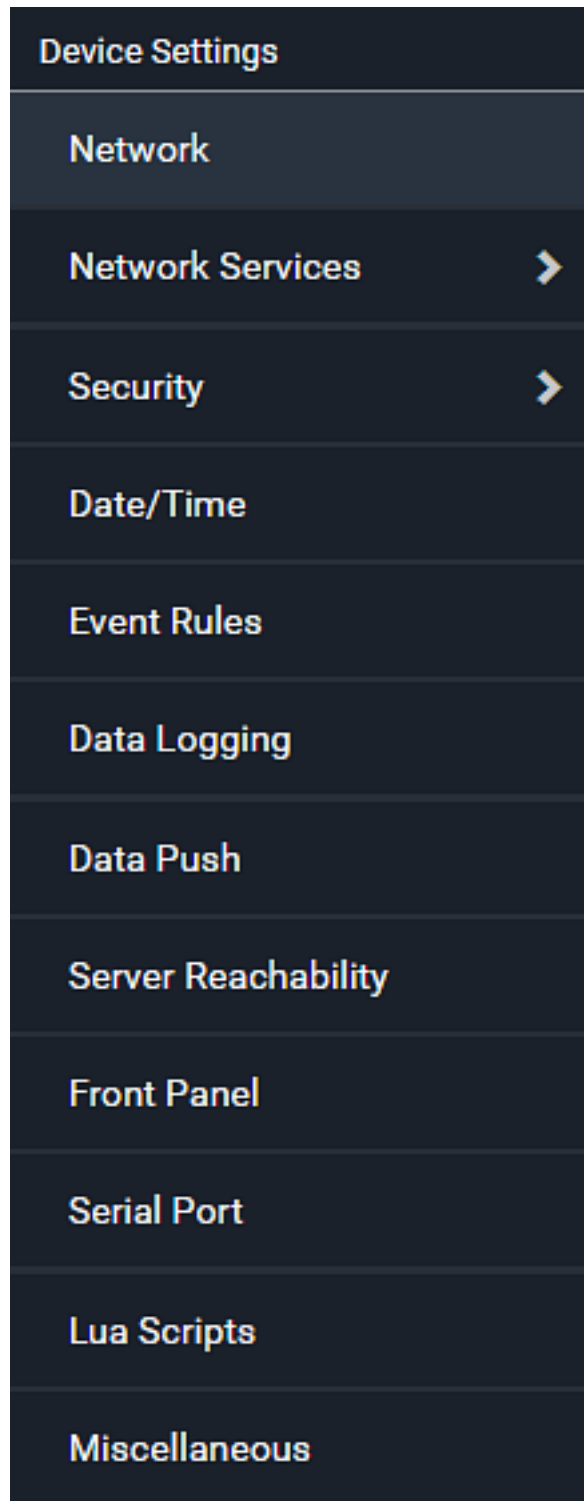 Device Settings
Network
Network Services
Security
Date/Time
Event Rules
Data Logging
Data Push
Server Reachability
Front Panel
Serial Port
Lua Scripts
Miscellaneous